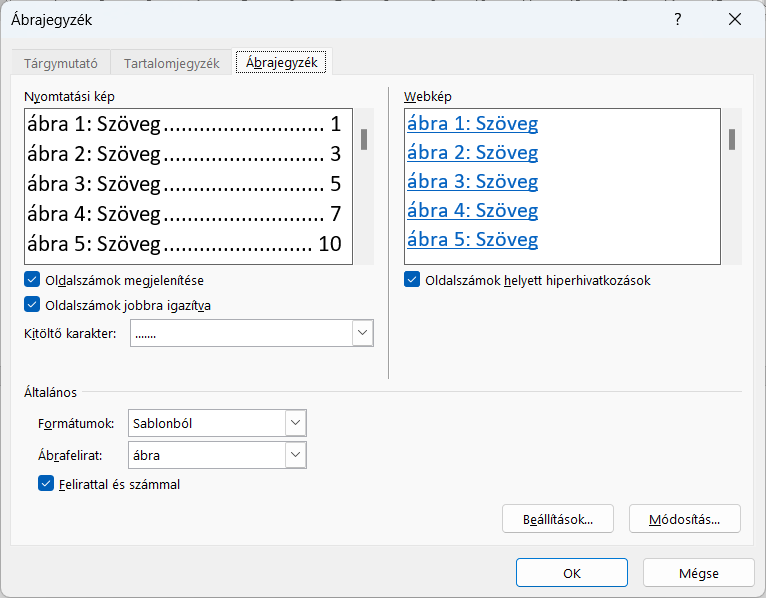 Ábrajegyzék ?
Tárgymutató Tartalomjegyzék Ábrajegyzék
Nyomtatási kép
ábra 1: Szöveg........................... 1
ábra 2: Szöveg........................... 3
ábra 3: Szöveg........................... 5
ábra 4: Szöveg........................... 7
ábra 5: Szöveg......................... 10
Oldalszámok megjelenítése
Oldalszámok jobbra igazítva
Kitöltő karakter: .......
Webkép
ábra 1: Szöveg
ábra 2: Szöveg
ábra 3: Szöveg
ábra 4: Szöveg
ábra 5: Szöveg
Oldalszámok helyett hiperhivatkozások
Általános
Formátumok: Sablonból
Ábrafelirat: ábra
Felirattal és számmal
Beállítások... Módosítás...
OK Mégse